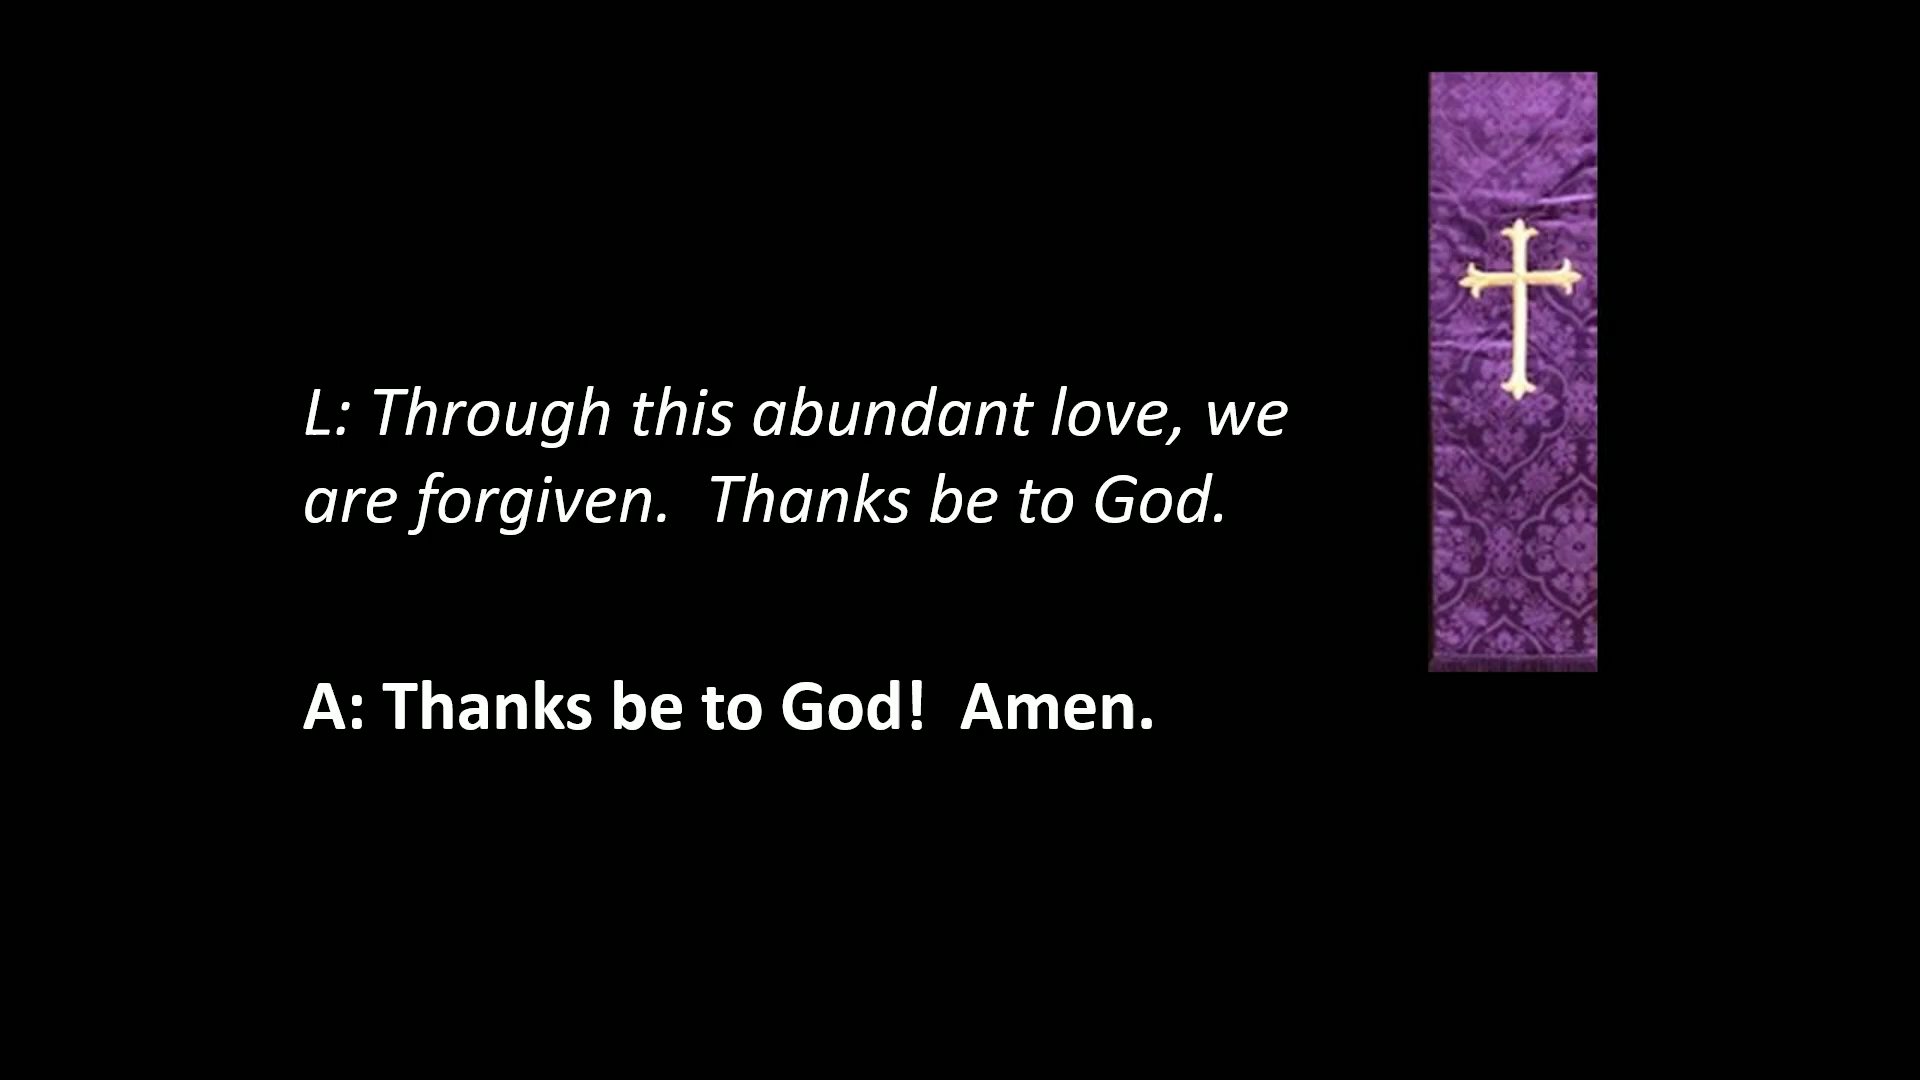 L: Through this abundant love, we
are forgiven.  Thanks be to God.
A: Thanks be to God!  Amen.